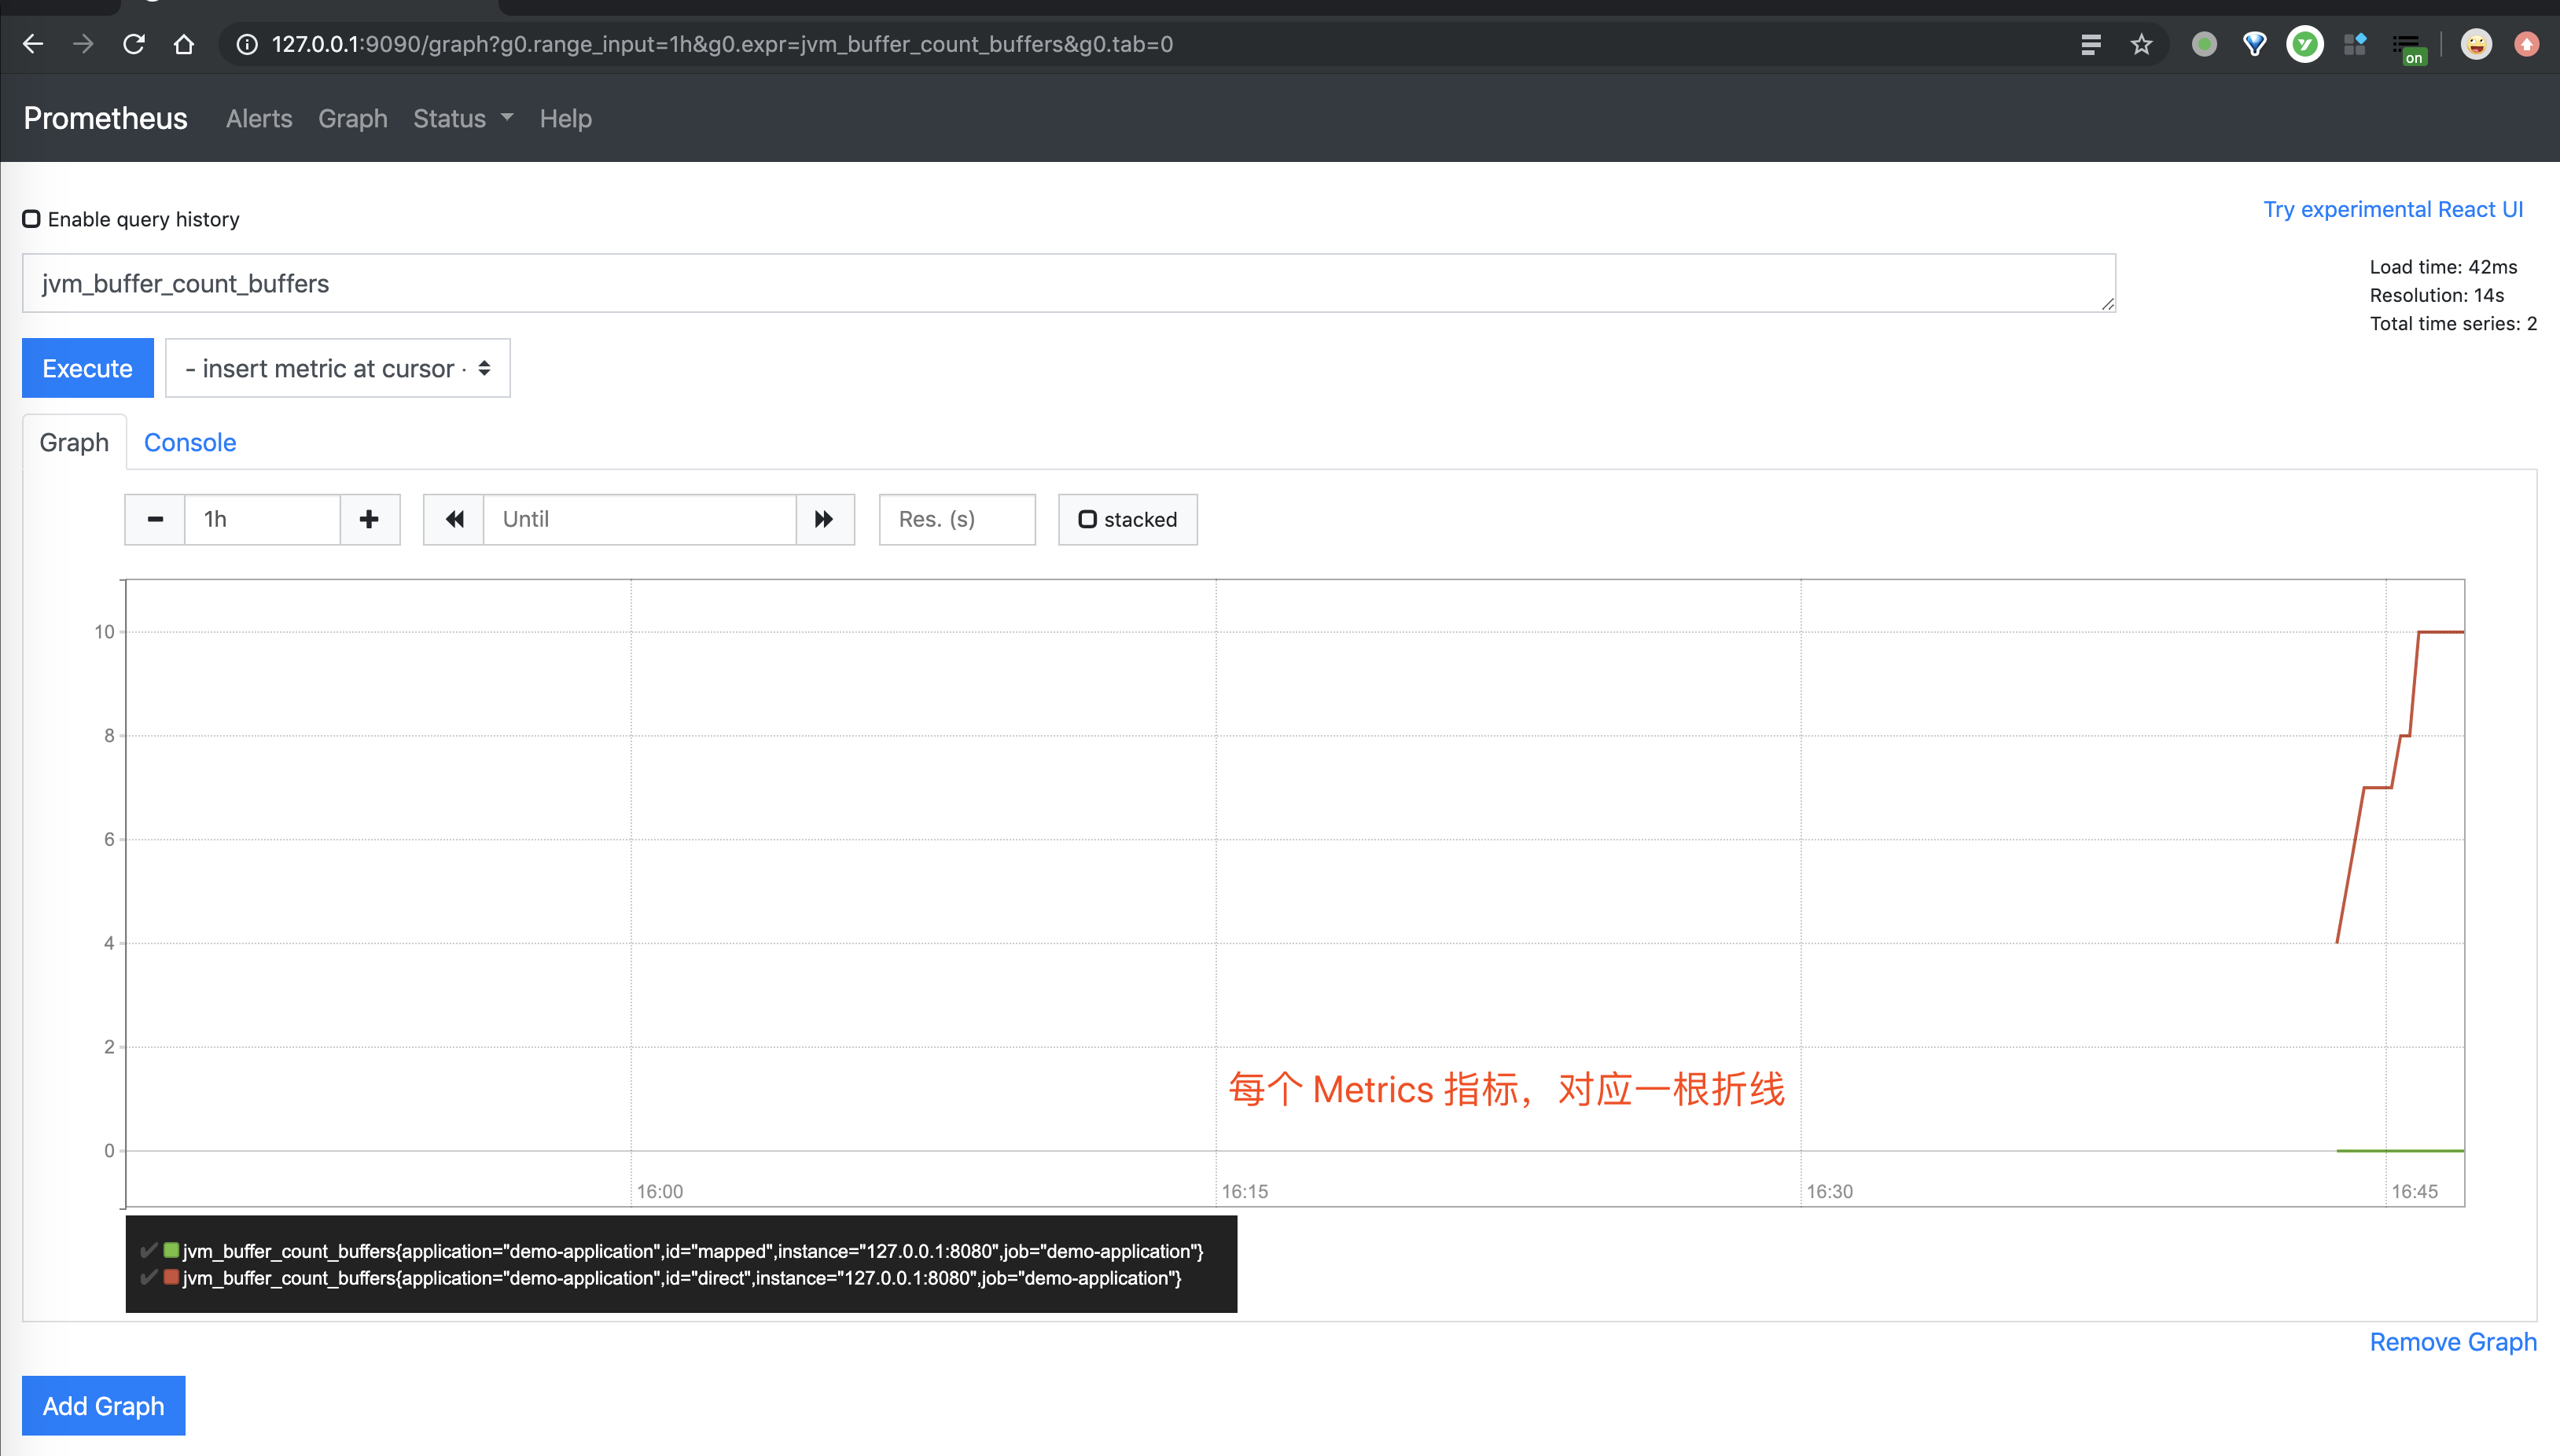 127.0.0.1:9090/graph?g0.range_input=1h&g0.expr=jvm_buffer_count_buffers&g0.tab=0
on
Prometheus Alerts Graph Status Help
Enable query history
Try experimental React UI
jvm_buffer_count_buffers
Load time: 42ms
Resolution: 14s
Total time series: 2
Execute
- insert metric at cursor -
Graph Console
1h Until Res. (s) stacked
10
8
6
4
2
每个 Metrics 指标，对应一根折线
0
16:00 16:15 16:30 16:45
jvm_buffer_count_buffers{application="demo-application",id="mapped",instance="127.0.0.1:8080",job="demo-application"}
jvm_buffer_count_buffers{application="demo-application",id="direct",instance="127.0.0.1:8080",job="demo-application"}
Remove Graph
Add Graph